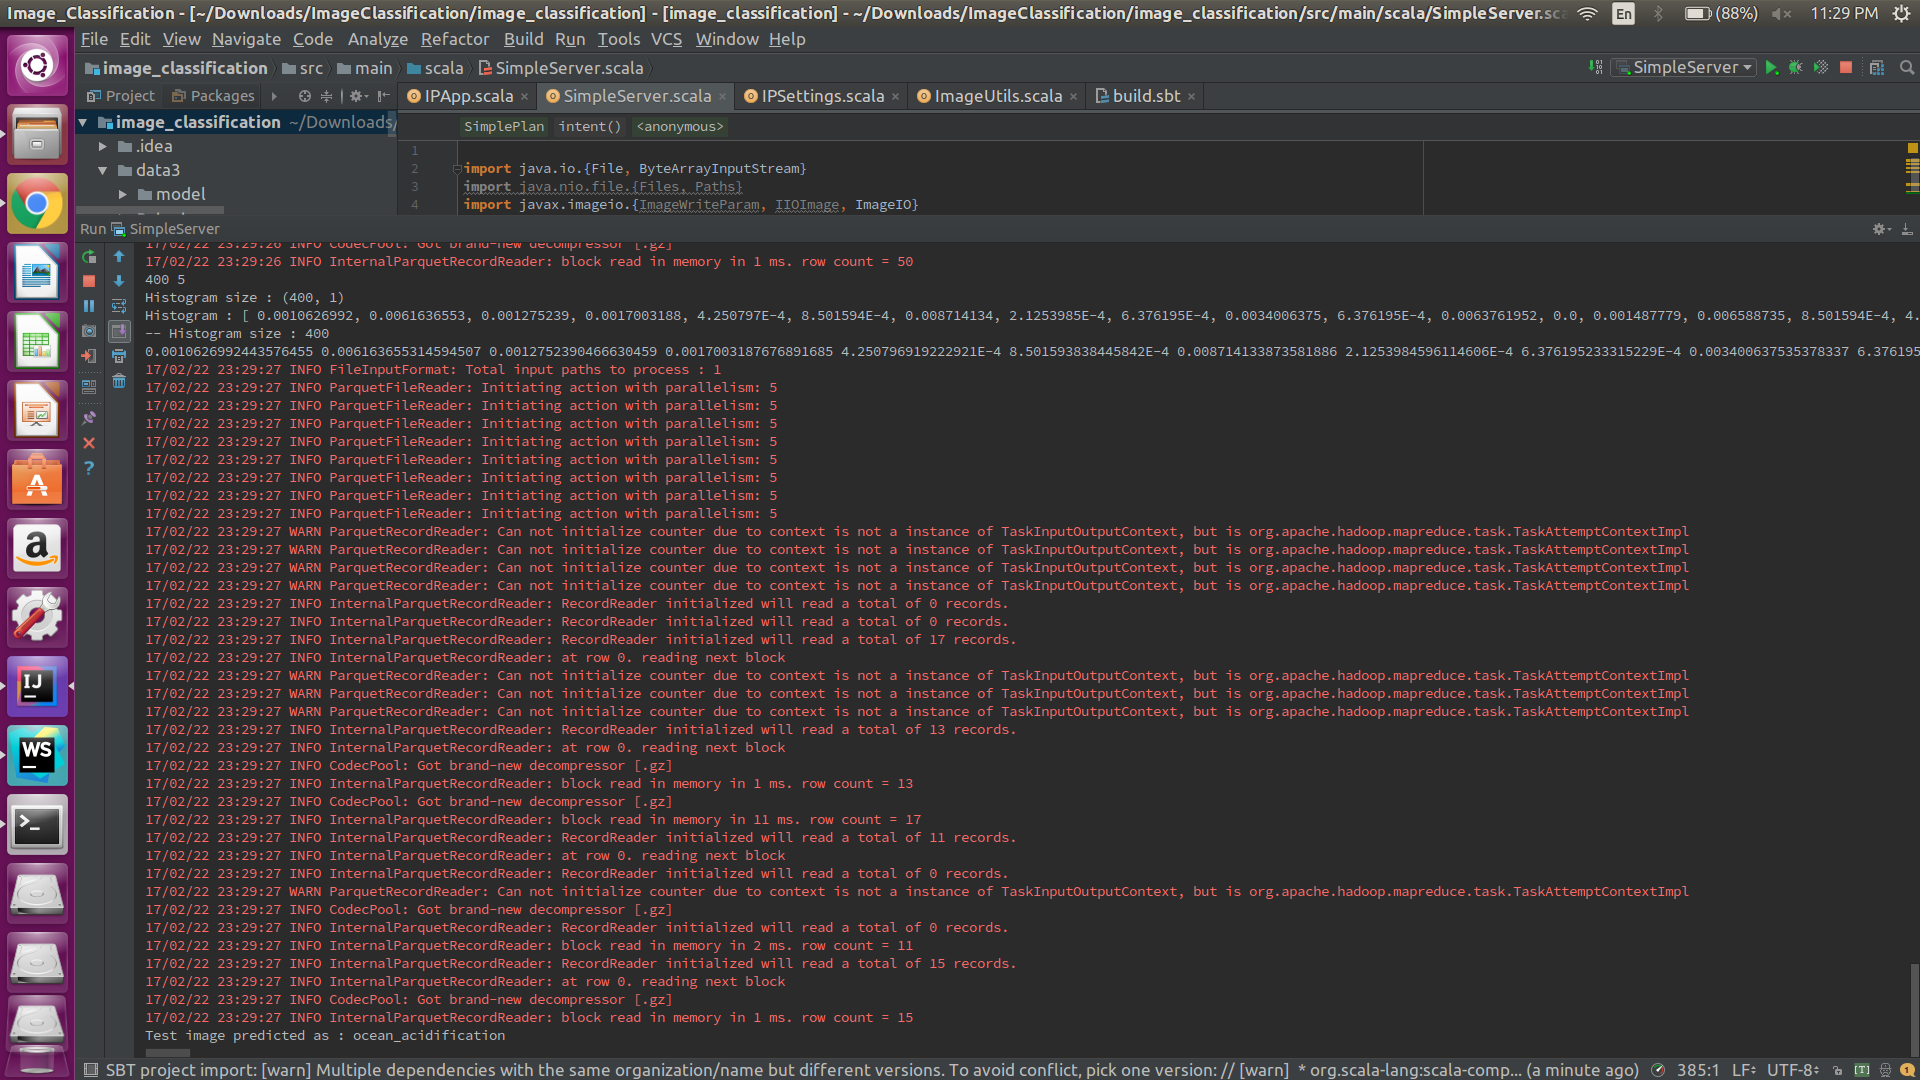 Image_Classification - [~/Downloads/ImageClassification/image_classification] - [image_classification] - ~/Downloads/ImageClassification/image_classification/src/main/scala/SimpleServer.sca En (88%) 11:29 PM
File Edit View Navigate Code Analyze Refactor Build Run Tools VCS Window Help
image_classification src main scala SimpleServer.scala SimpleServer
Project Packages IPApp.scala SimpleServer.scala IPSettings.scala ImageUtils.scala build.sbt
image_classification ~/Downloads/ SimplePlan intent() <anonymous>
.idea 1
2 import java.io.{File, ByteArrayInputStream}
data3 3 import java.nio.file.{Files, Paths}
model 4 import javax.imageio.{ImageWriteParam, IIOImage, ImageIO}
Run SimpleServer
17/02/22 23:29:26 INFO CodecPool: Got brand-new decompressor [.gz]
17/02/22 23:29:26 INFO InternalParquetRecordReader: block read in memory in 1 ms. row count = 50
400 5
Histogram size : (400, 1)
Histogram : [ 0.0010626992, 0.0061636553, 0.001275239, 0.0017003188, 4.250797E-4, 8.501594E-4, 0.008714134, 2.1253985E-4, 6.376195E-4, 0.0034006375, 6.376195E-4, 0.0063761952, 0.0, 0.001487779, 0.006588735, 8.501594E-4, 4.
-- Histogram size : 400
0.0010626992443576455 0.006163655314594507 0.0012752390466630459 0.0017003187676891685 4.250796919222921E-4 8.501593838445842E-4 0.008714133873581886 2.1253984596114606E-4 6.376195233315229E-4 0.003400637535378337 6.376195
17/02/22 23:29:27 INFO FileInputFormat: Total input paths to process : 1
17/02/22 23:29:27 INFO ParquetFileReader: Initiating action with parallelism: 5
17/02/22 23:29:27 INFO ParquetFileReader: Initiating action with parallelism: 5
17/02/22 23:29:27 INFO ParquetFileReader: Initiating action with parallelism: 5
17/02/22 23:29:27 INFO ParquetFileReader: Initiating action with parallelism: 5
17/02/22 23:29:27 INFO ParquetFileReader: Initiating action with parallelism: 5
17/02/22 23:29:27 INFO ParquetFileReader: Initiating action with parallelism: 5
17/02/22 23:29:27 INFO ParquetFileReader: Initiating action with parallelism: 5
17/02/22 23:29:27 INFO ParquetFileReader: Initiating action with parallelism: 5
17/02/22 23:29:27 WARN ParquetRecordReader: Can not initialize counter due to context is not a instance of TaskInputOutputContext, but is org.apache.hadoop.mapreduce.task.TaskAttemptContextImpl
17/02/22 23:29:27 WARN ParquetRecordReader: Can not initialize counter due to context is not a instance of TaskInputOutputContext, but is org.apache.hadoop.mapreduce.task.TaskAttemptContextImpl
17/02/22 23:29:27 WARN ParquetRecordReader: Can not initialize counter due to context is not a instance of TaskInputOutputContext, but is org.apache.hadoop.mapreduce.task.TaskAttemptContextImpl
17/02/22 23:29:27 WARN ParquetRecordReader: Can not initialize counter due to context is not a instance of TaskInputOutputContext, but is org.apache.hadoop.mapreduce.task.TaskAttemptContextImpl
17/02/22 23:29:27 INFO InternalParquetRecordReader: RecordReader initialized will read a total of 0 records.
17/02/22 23:29:27 INFO InternalParquetRecordReader: RecordReader initialized will read a total of 0 records.
17/02/22 23:29:27 INFO InternalParquetRecordReader: RecordReader initialized will read a total of 17 records.
17/02/22 23:29:27 INFO InternalParquetRecordReader: at row 0. reading next block
17/02/22 23:29:27 WARN ParquetRecordReader: Can not initialize counter due to context is not a instance of TaskInputOutputContext, but is org.apache.hadoop.mapreduce.task.TaskAttemptContextImpl
17/02/22 23:29:27 WARN ParquetRecordReader: Can not initialize counter due to context is not a instance of TaskInputOutputContext, but is org.apache.hadoop.mapreduce.task.TaskAttemptContextImpl
17/02/22 23:29:27 WARN ParquetRecordReader: Can not initialize counter due to context is not a instance of TaskInputOutputContext, but is org.apache.hadoop.mapreduce.task.TaskAttemptContextImpl
17/02/22 23:29:27 INFO InternalParquetRecordReader: RecordReader initialized will read a total of 13 records.
17/02/22 23:29:27 INFO InternalParquetRecordReader: at row 0. reading next block
17/02/22 23:29:27 INFO CodecPool: Got brand-new decompressor [.gz]
17/02/22 23:29:27 INFO InternalParquetRecordReader: block read in memory in 1 ms. row count = 13
17/02/22 23:29:27 INFO CodecPool: Got brand-new decompressor [.gz]
17/02/22 23:29:27 INFO InternalParquetRecordReader: block read in memory in 11 ms. row count = 17
17/02/22 23:29:27 INFO InternalParquetRecordReader: RecordReader initialized will read a total of 11 records.
17/02/22 23:29:27 INFO InternalParquetRecordReader: at row 0. reading next block
17/02/22 23:29:27 INFO InternalParquetRecordReader: RecordReader initialized will read a total of 0 records.
17/02/22 23:29:27 WARN ParquetRecordReader: Can not initialize counter due to context is not a instance of TaskInputOutputContext, but is org.apache.hadoop.mapreduce.task.TaskAttemptContextImpl
17/02/22 23:29:27 INFO CodecPool: Got brand-new decompressor [.gz]
17/02/22 23:29:27 INFO InternalParquetRecordReader: RecordReader initialized will read a total of 0 records.
17/02/22 23:29:27 INFO InternalParquetRecordReader: block read in memory in 2 ms. row count = 11
17/02/22 23:29:27 INFO InternalParquetRecordReader: RecordReader initialized will read a total of 15 records.
17/02/22 23:29:27 INFO InternalParquetRecordReader: at row 0. reading next block
17/02/22 23:29:27 INFO CodecPool: Got brand-new decompressor [.gz]
17/02/22 23:29:27 INFO InternalParquetRecordReader: block read in memory in 1 ms. row count = 15
Test image predicted as : ocean_acidification
SBT project import: [warn] Multiple dependencies with the same organization/name but different versions. To avoid conflict, pick one version: // [warn] * org.scala-lang:scala-comp... (a minute ago) 385:1 LF UTF-8 [T] 1